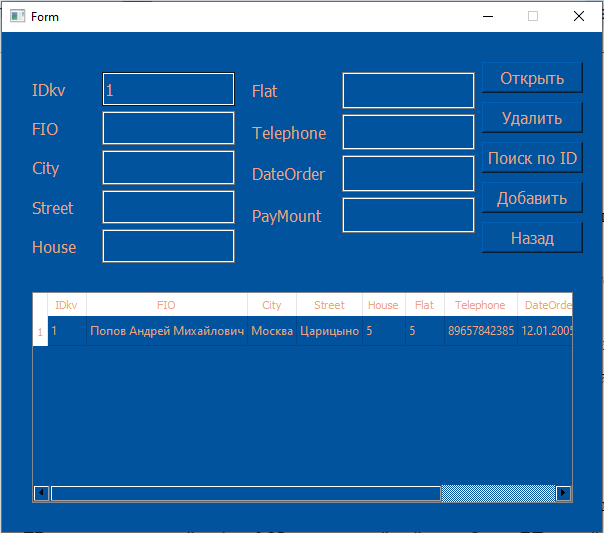 Form
IDkv 1
FIO
City
Street
House
Flat
Telephone
DateOrder
PayMount
Открыть
Удалить
Поиск по ID
Добавить
Назад
IDkv FIO City Street House Flat Telephone DateOrde
1 1 Попов Андрей Михайлович Москва Царицыно 5 5 89657842385 12.01.2005